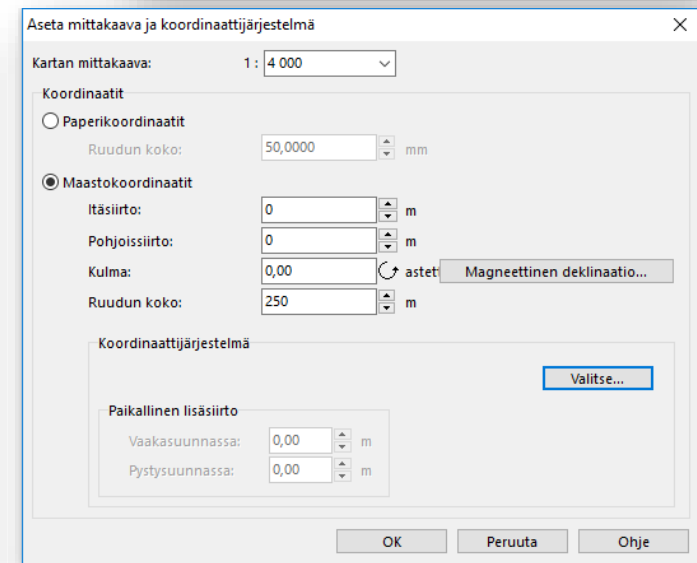 Aseta mittakaava ja koordinaattijärjestelmä
Kartan mittakaava: 1 : 4 000
Koordinaatit
Paperikoordinaatit
Ruudun koko: 50,0000 mm
Maastokoordinaatit
Itäsiirto: 0 m
Pohjoissiirto: 0 m
Kulma: 0,00 astett Magneettinen deklinaatio...
Ruudun koko: 250 m
Koordinaattijärjestelmä
Valitse...
Paikallinen lisäsiirto
Vaakasuunnassa: 0,00 m
Pystysuunnassa: 0,00 m
OK Peruuta Ohje